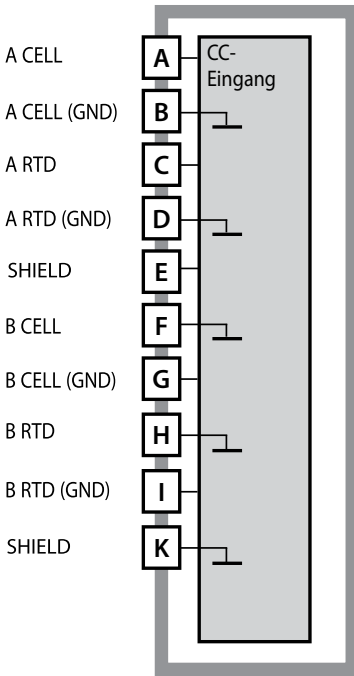 A CELL A CC-
Eingang
A CELL (GND) B
A RTD C
A RTD (GND) D
SHIELD E
B CELL F
B CELL (GND) G
B RTD H
B RTD (GND) I
SHIELD K